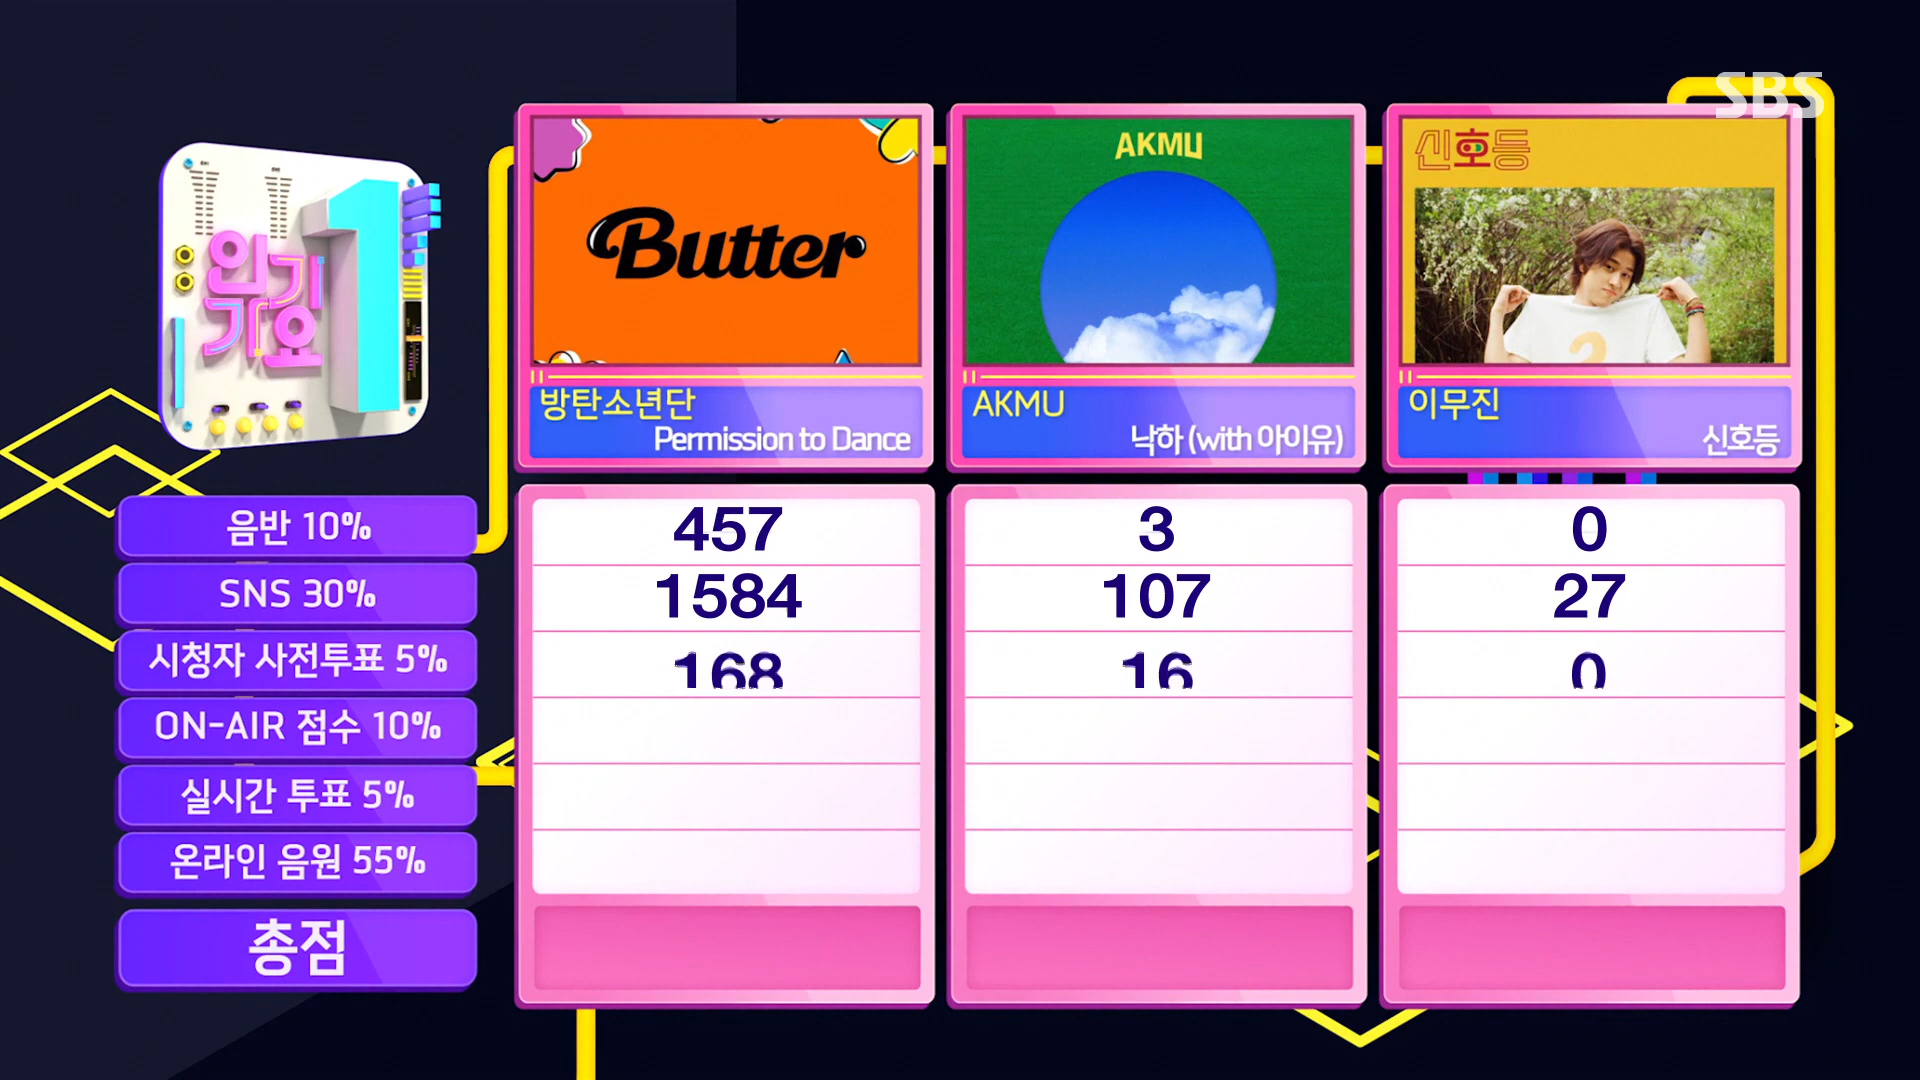 SBS
인기
가요
1
Butter
AKMU
신호등
2
방탄소년단
Permission to Dance
AKMU
낙하 (with 아이유)
이무진
신호등
음반 10% 457 3 0
SNS 30% 1584 107 27
시청자 사전투표 5% 168 16 0
ON-AIR 점수 10%
실시간 투표 5%
온라인 음원 55%
총점